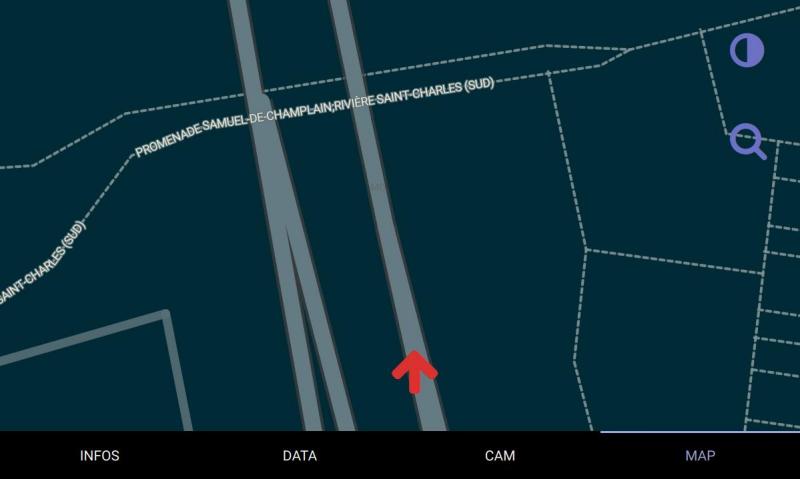 PROMENADE SAMUEL-DE-CHAMPLAIN;RIVIÈRE SAINT-CHARLES (SUD)
SAINT-CHARLES (SUD)
INFOS
DATA
CAM
MAP